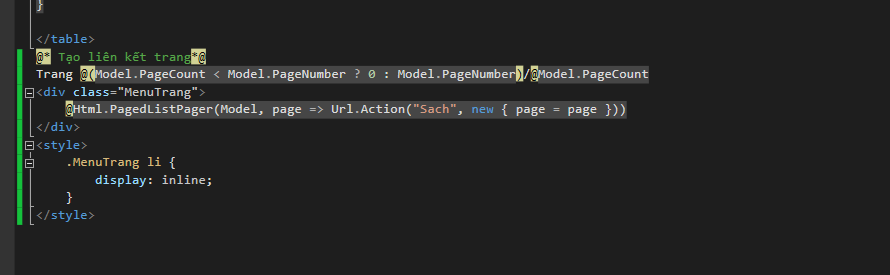 }
</table>
@* Tạo liên kết trang*@
Trang @(Model.PageCount < Model.PageNumber ? 0 : Model.PageNumber)/@Model.PageCount
<div class="MenuTrang">
@Html.PagedListPager(Model, page => Url.Action("Sach", new { page = page }))
</div>
<style>
.MenuTrang li {
display: inline;
}
</style>